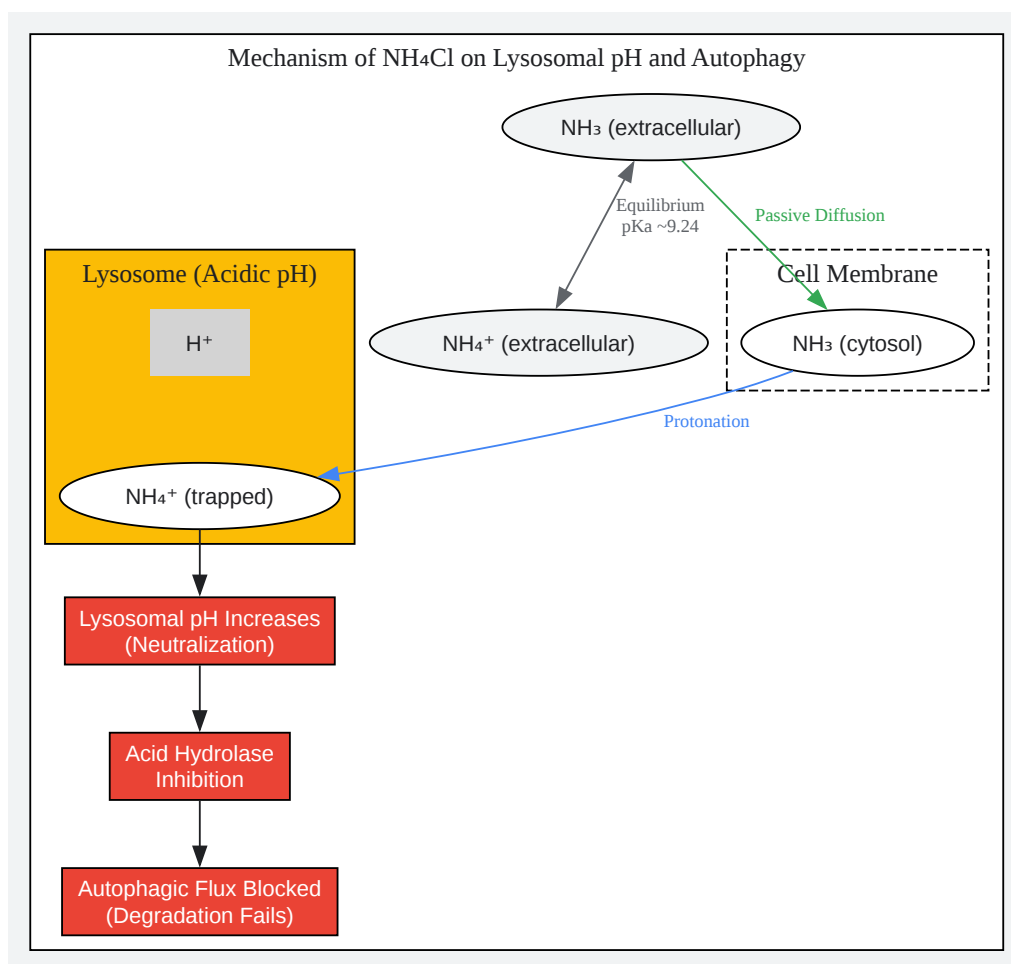 Mechanism of NH₄Cl on Lysosomal pH and Autophagy
NH₃ (extracellular)
Equilibrium
pKa ~9.24
Passive Diffusion
Lysosome (Acidic pH)
Cell Membrane
H⁺
NH₄⁺ (extracellular)
NH₃ (cytosol)
Protonation
NH₄⁺ (trapped)
Lysosomal pH Increases
(Neutralization)
Acid Hydrolase
Inhibition
Autophagic Flux Blocked
(Degradation Fails)